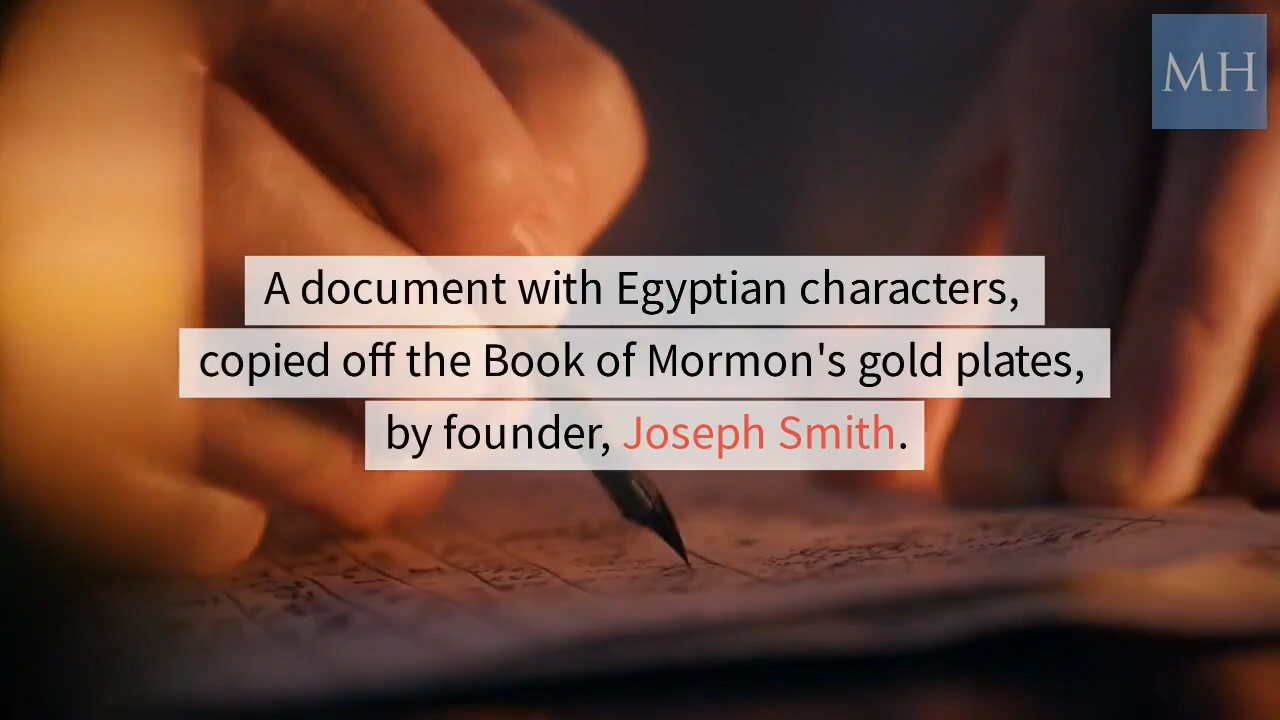 MH
A document with Egyptian characters,
copied off the Book of Mormon's gold plates,
by founder, Joseph Smith.